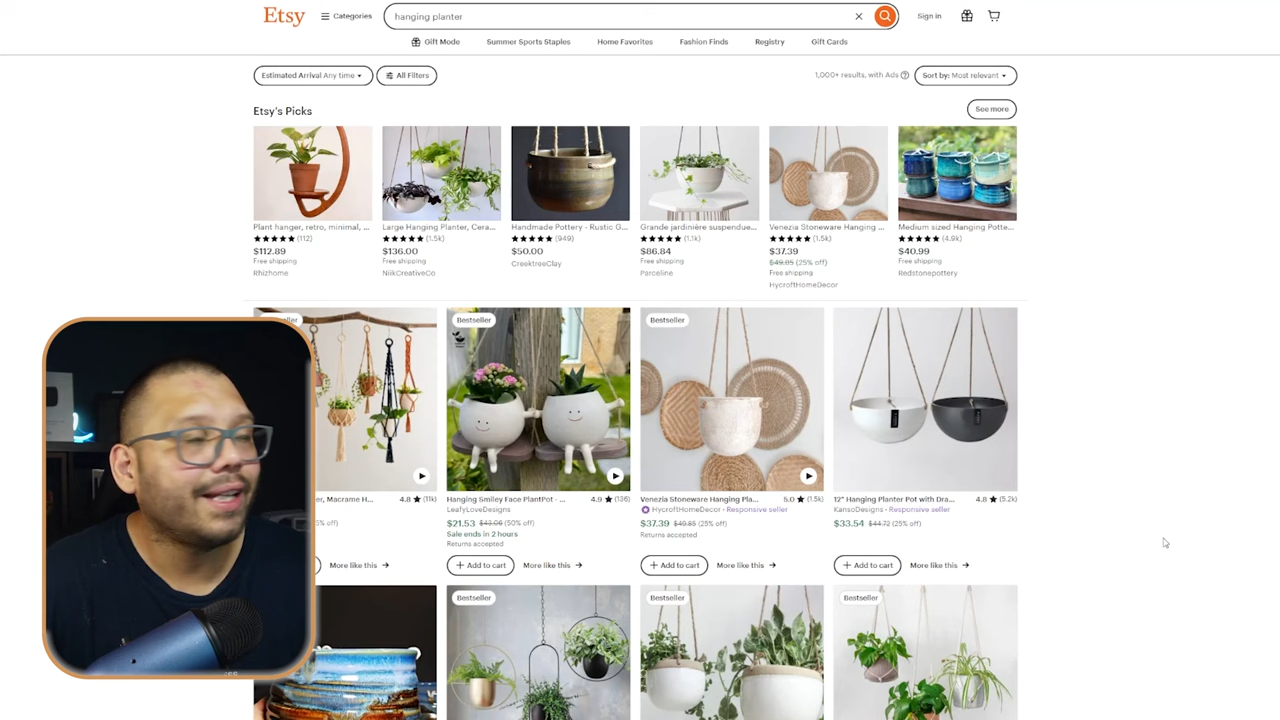 Etsy
Categories
hanging planter
Sign in
Gift Mode
Summer Sports Staples
Home Favorites
Fashion Finds
Registry
Gift Cards
Estimated Arrival Any time
All Filters
1,000+ results, with Ads
Sort by: Most relevant
Etsy's Picks
See more
Plant hanger, retro, minimal, ...
(112)
$112.89
Free shipping
Rhizhome
Large Hanging Planter, Cera...
(1.5k)
$136.00
Free shipping
NiikCreativeCo
Handmade Pottery - Rustic G...
(949)
$50.00
CreektreeClay
Grande jardinière suspendue...
(1.1k)
$86.84
Free shipping
Parceline
Venezia Stoneware Hanging ...
(1.5k)
$37.39
$49.85 (25% off)
Free shipping
HycroftHomeDecor
Medium sized Hanging Potte...
(4.9k)
$40.99
Free shipping
Redstonepottery
Bestseller
Bestseller
er, Macrame H... 4.8 (11k)
% off)
More like this
Hanging Smiley Face PlantPot - ... 4.9 (136)
LeafyLoveDesigns
$21.53 $43.06 (50% off)
Sale ends in 2 hours
Returns accepted
Add to cart
More like this
Venezia Stoneware Hanging Pla... 5.0 (1.5k)
HycroftHomeDecor · Responsive seller
$37.39 $49.85 (25% off)
Returns accepted
Add to cart
More like this
12" Hanging Planter Pot with Dra... 4.8 (5.2k)
KansoDesigns · Responsive seller
$33.54 $44.72 (25% off)
Add to cart
More like this
Bestseller
Bestseller
Bestseller